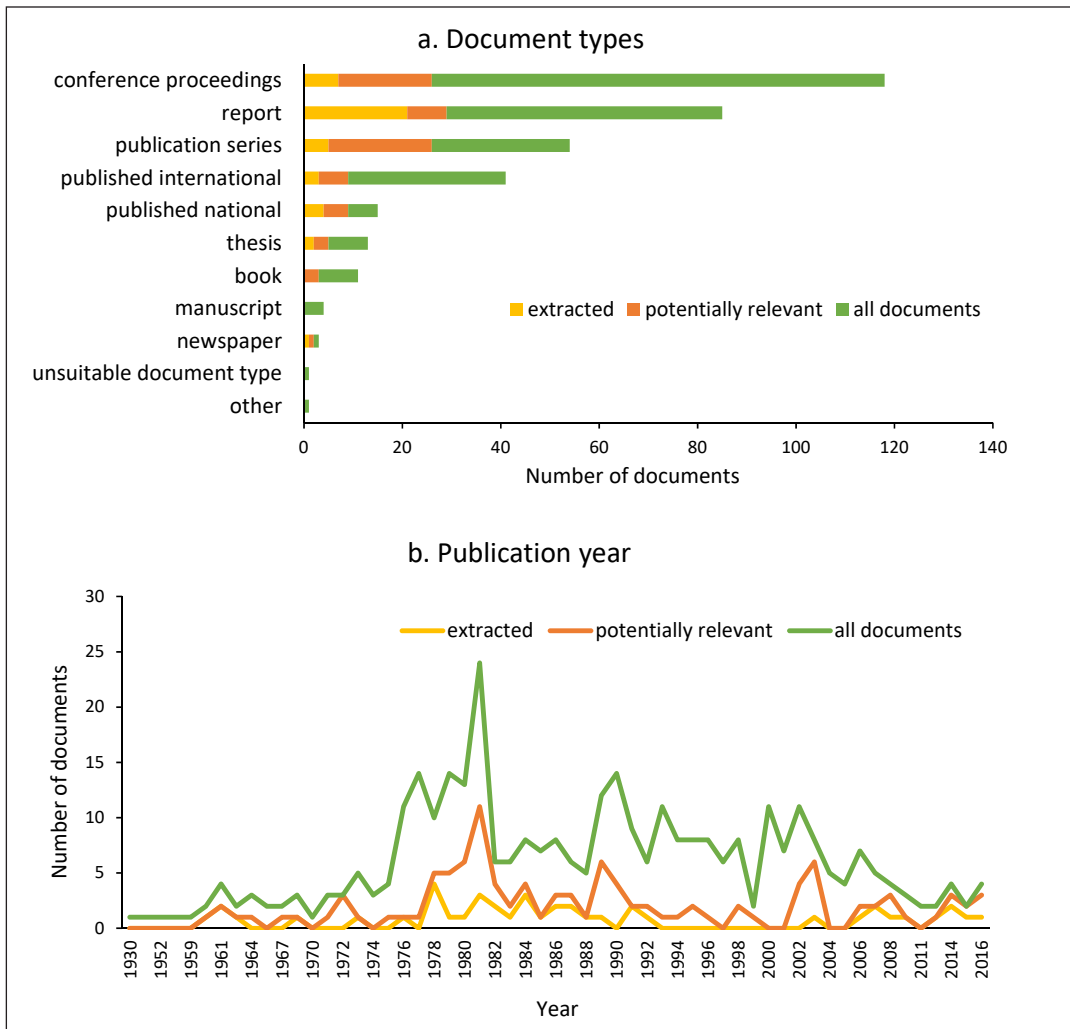 a. Document types
conference proceedings
report
publication series
published international
published national
thesis
book
manuscript
newspaper
unsuitable document type
other
extracted potentially relevant all documents
0 20 40 60 80 100 120 140
Number of documents
b. Publication year
30
25
20
15
10
5
0
extracted potentially relevant all documents
Number of documents
1930 1952 1959 1961 1964 1967 1970 1972 1974 1976 1978 1980 1982 1984 1986 1988 1990 1992 1994 1996 1998 2000 2002 2004 2006 2008 2011 2014 2016
Year